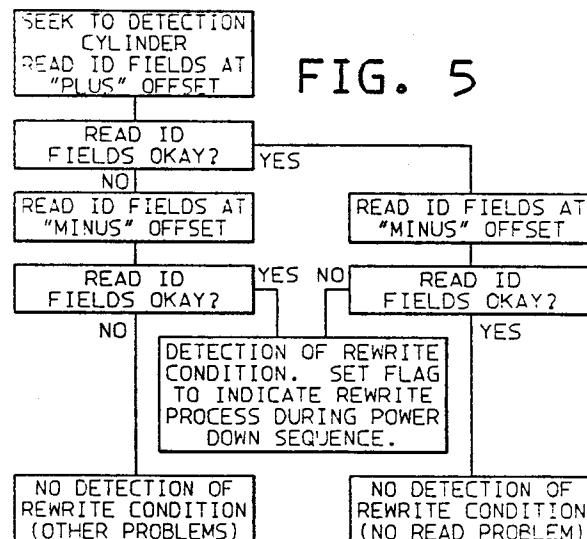 SEEK TO DETECTION
CYLINDER
READ ID FIELDS AT
"PLUS" OFFSET
FIG. 5
READ ID
FIELDS OKAY?
YES
NO
READ ID FIELDS AT
"MINUS" OFFSET
READ ID FIELDS AT
"MINUS" OFFSET
READ ID
FIELDS OKAY?
YES
NO
READ ID
FIELDS OKAY?
NO
YES
DETECTION OF REWRITE
CONDITION. SET FLAG
TO INDICATE REWRITE
PROCESS DURING POWER
DOWN SEQUENCE.
NO DETECTION OF
REWRITE CONDITION
(OTHER PROBLEMS)
NO DETECTION OF
REWRITE CONDITION
(NO READ PROBLEM)